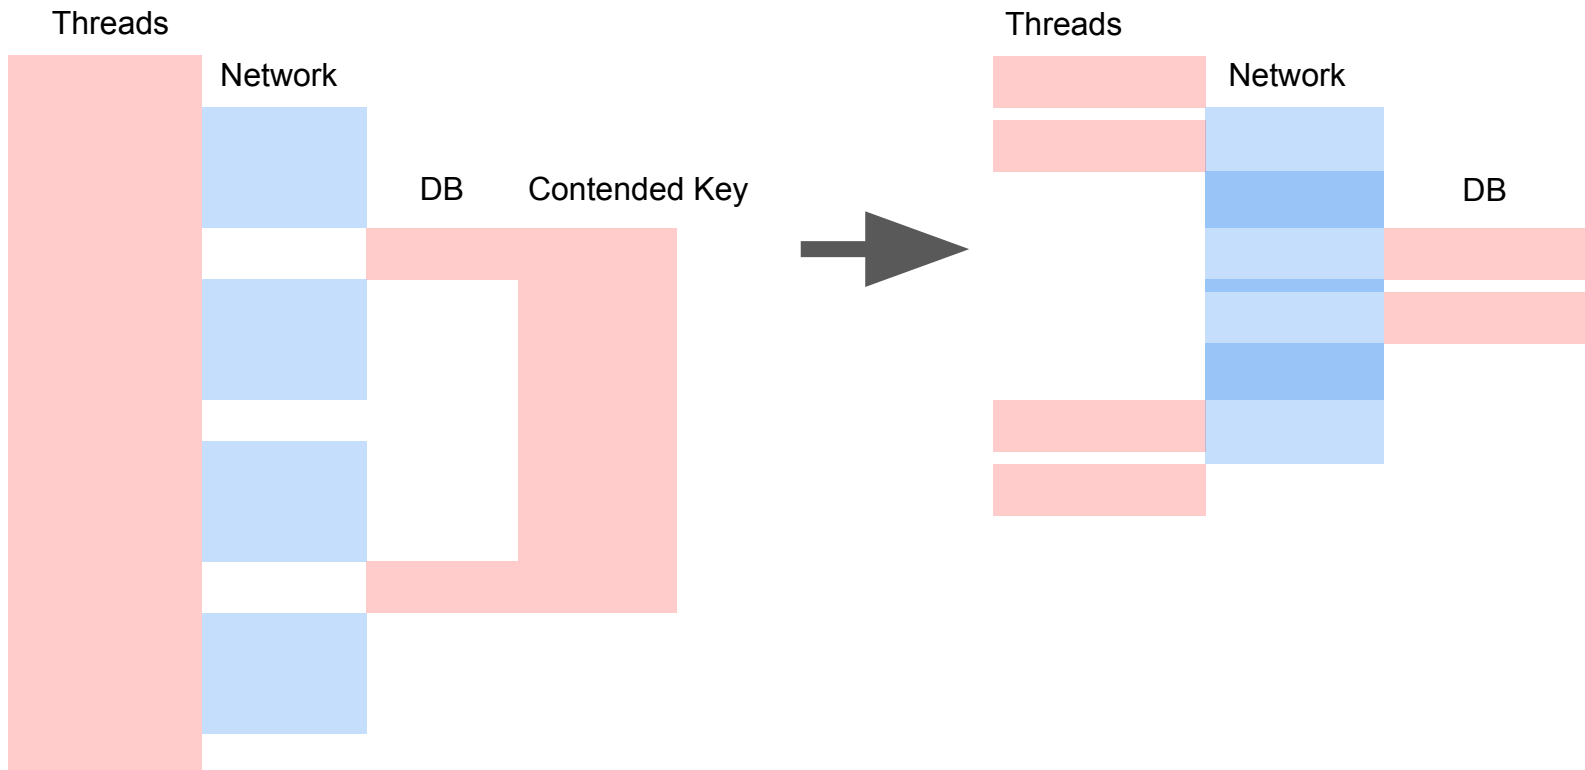 Threads
Network
DB
Contended Key
Threads
Network
DB